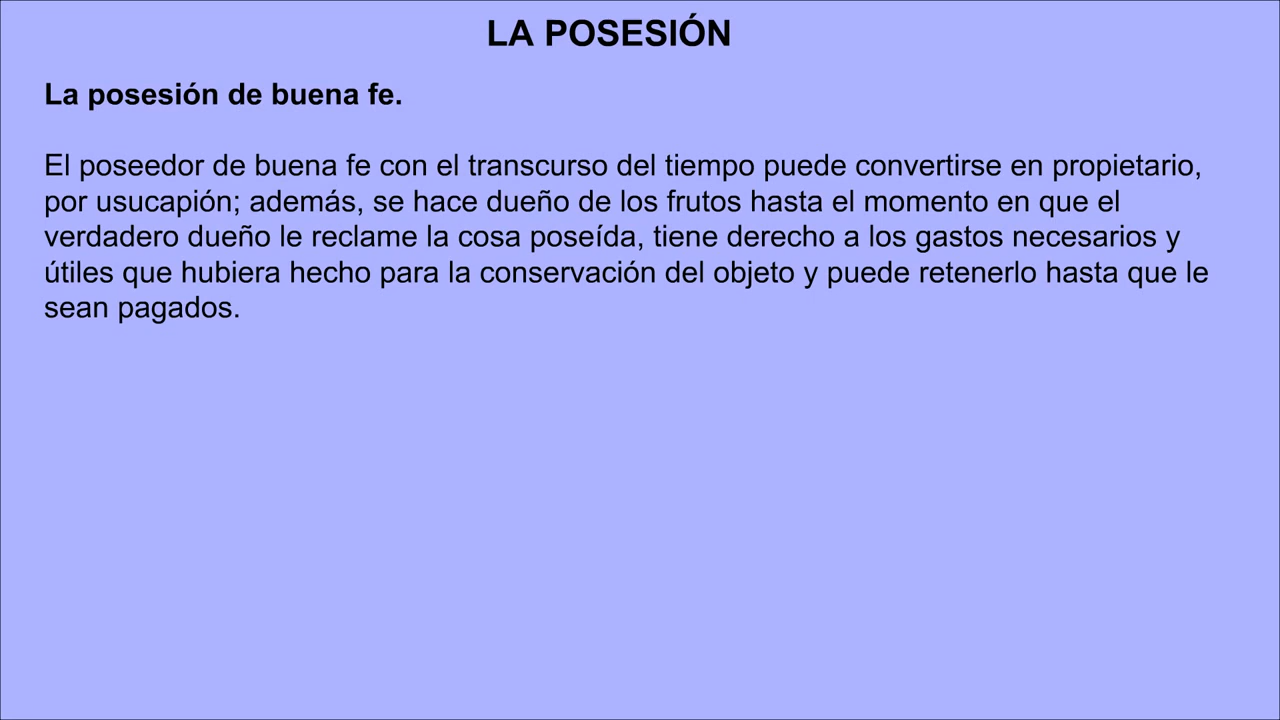 LA POSESIÓN
La posesión de buena fe.
El poseedor de buena fe con el transcurso del tiempo puede convertirse en propietario,
por usucapión; además, se hace dueño de los frutos hasta el momento en que el
verdadero dueño le reclame la cosa poseída, tiene derecho a los gastos necesarios y
útiles que hubiera hecho para la conservación del objeto y puede retenerlo hasta que le
sean pagados.